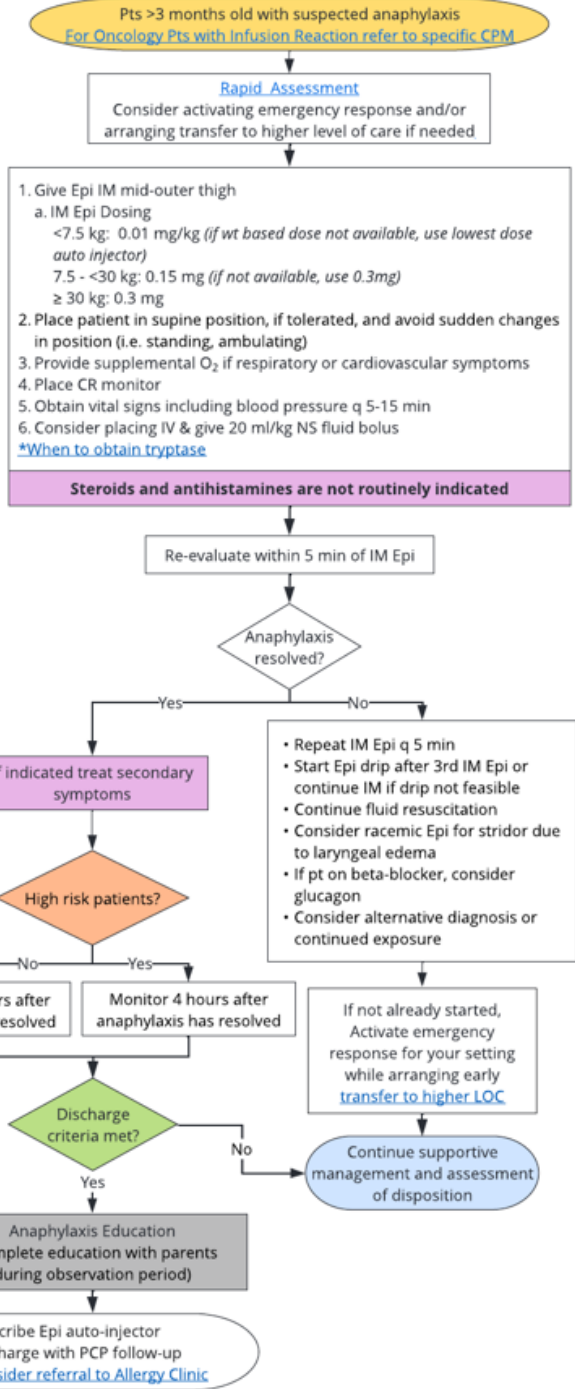 Pts >3 months old with suspected anaphylaxis
For Oncology Pts with Infusion Reaction refer to specific CPM
Rapid Assessment
Consider activating emergency response and/or
arranging transfer to higher level of care if needed
1. Give Epi IM mid-outer thigh
a. IM Epi Dosing
<7.5 kg: 0.01 mg/kg (if wt based dose not available, use lowest dose
auto injector)
7.5 - <30 kg: 0.15 mg (if not available, use 0.3mg)
≥ 30 kg: 0.3 mg
2. Place patient in supine position, if tolerated, and avoid sudden changes
in position (i.e. standing, ambulating)
3. Provide supplemental O₂ if respiratory or cardiovascular symptoms
4. Place CR monitor
5. Obtain vital signs including blood pressure q 5-15 min
6. Consider placing IV & give 20 ml/kg NS fluid bolus
*When to obtain tryptase
Steroids and antihistamines are not routinely indicated
Re-evaluate within 5 min of IM Epi
Anaphylaxis
resolved?
Yes
No
indicated treat secondary
symptoms
High risk patients?
No
Yes
rs after
esolved
Monitor 4 hours after
anaphylaxis has resolved
Discharge
criteria met?
No
Yes
Anaphylaxis Education
mplete education with parents
during observation period)
cribe Epi auto-injector
harge with PCP follow-up
sider referral to Allergy Clinic
• Repeat IM Epi q 5 min
• Start Epi drip after 3rd IM Epi or
continue IM if drip not feasible
• Continue fluid resuscitation
• Consider racemic Epi for stridor due
to laryngeal edema
• If pt on beta-blocker, consider
glucagon
• Consider alternative diagnosis or
continued exposure
If not already started,
Activate emergency
response for your setting
while arranging early
transfer to higher LOC
Continue supportive
management and assessment
of disposition